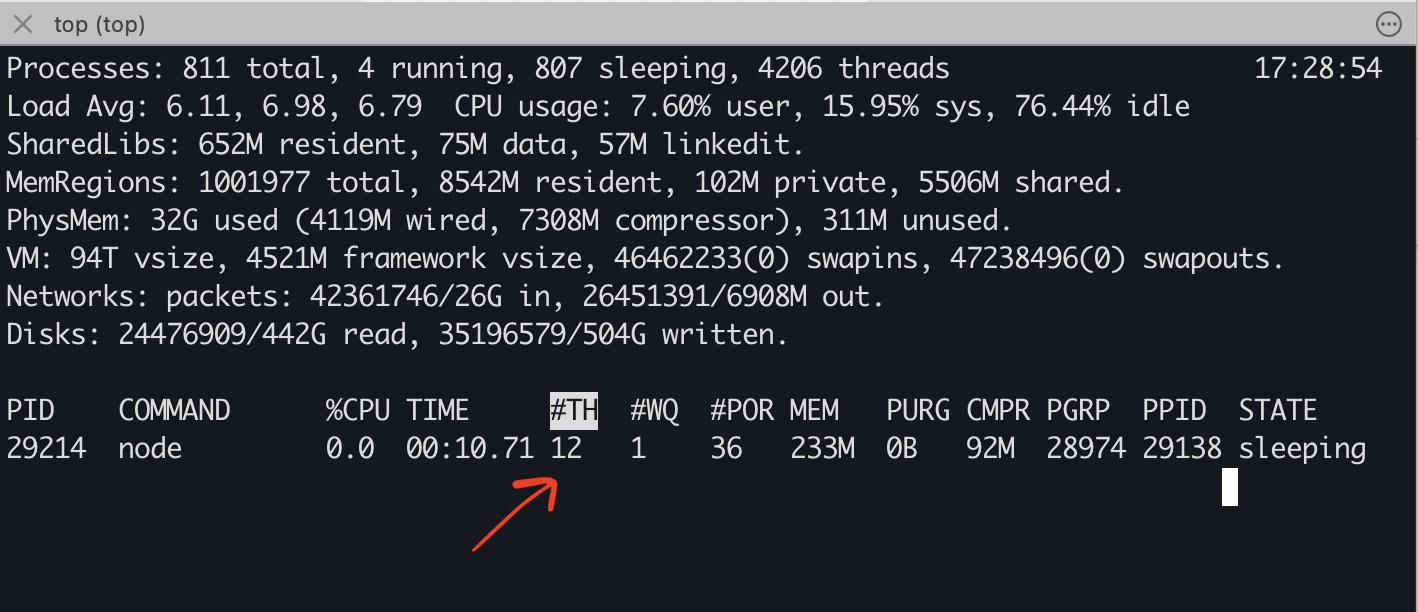 top (top)
Processes: 811 total, 4 running, 807 sleeping, 4206 threads 17:28:54
Load Avg: 6.11, 6.98, 6.79 CPU usage: 7.60% user, 15.95% sys, 76.44% idle
SharedLibs: 652M resident, 75M data, 57M linkedit.
MemRegions: 1001977 total, 8542M resident, 102M private, 5506M shared.
PhysMem: 32G used (4119M wired, 7308M compressor), 311M unused.
VM: 94T vsize, 4521M framework vsize, 46462233(0) swapins, 47238496(0) swapouts.
Networks: packets: 42361746/26G in, 26451391/6908M out.
Disks: 24476909/442G read, 35196579/504G written.
PID COMMAND %CPU TIME #TH #WQ #POR MEM PURG CMPR PGRP PPID STATE
29214 node 0.0 00:10.71 12 1 36 233M 0B 92M 28974 29138 sleeping